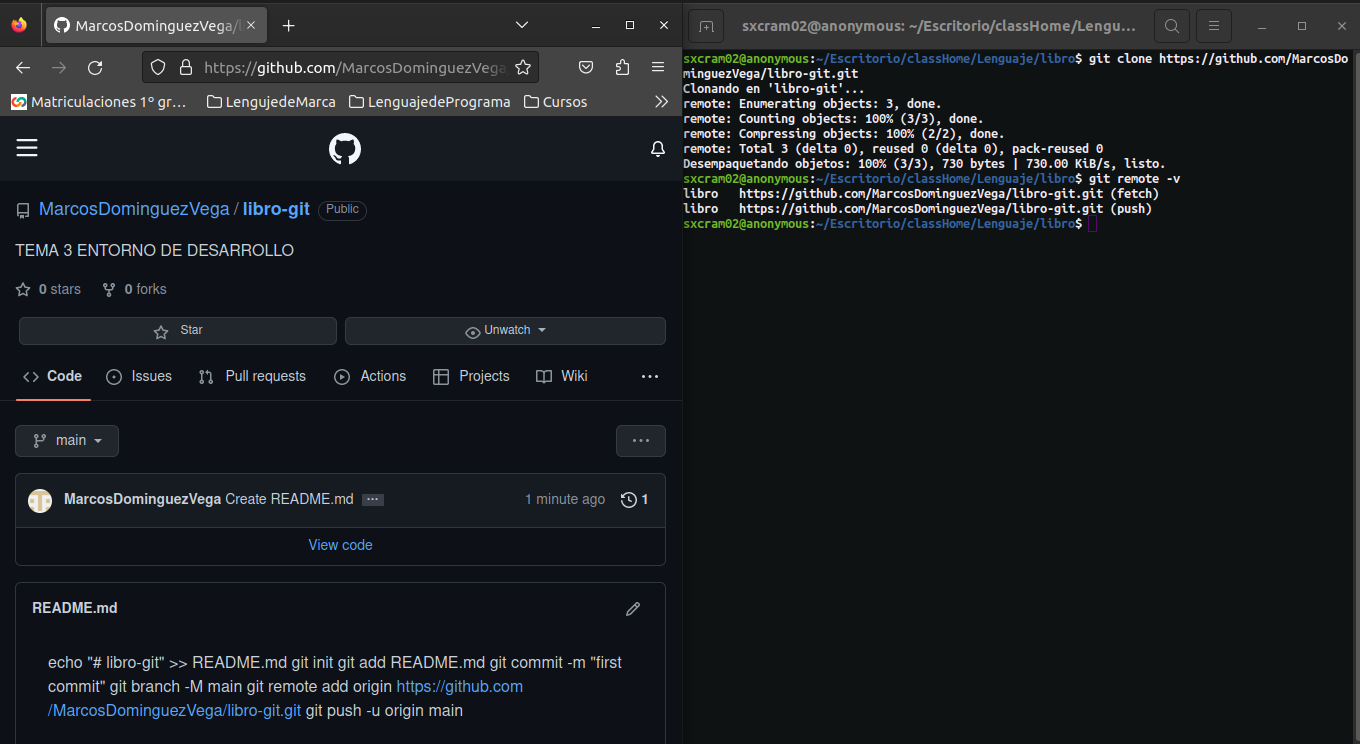 MarcosDominguezVega/l
https://github.com/MarcosDominguezVega
Matriculaciones 1º gr…
LengujedeMarca
LenguajedePrograma
Cursos
MarcosDominguezVega / libro-git
Public
TEMA 3 ENTORNO DE DESARROLLO
0 stars
0 forks
Star
Unwatch
Code
Issues
Pull requests
Actions
Projects
Wiki
main
MarcosDominguezVega Create README.md
1 minute ago
1
View code
README.md
echo "# libro-git" >> README.md git init git add README.md git commit -m "first
commit" git branch -M main git remote add origin https://github.com
/MarcosDominguezVega/libro-git.git git push -u origin main
sxcram02@anonymous: ~/Escritorio/classHome/Lengu…
sxcram02@anonymous:~/Escritorio/classHome/Lenguaje/libro$ git clone https://github.com/MarcosDo
minguezVega/libro-git.git
Clonando en 'libro-git'...
remote: Enumerating objects: 3, done.
remote: Counting objects: 100% (3/3), done.
remote: Compressing objects: 100% (2/2), done.
remote: Total 3 (delta 0), reused 0 (delta 0), pack-reused 0
Desempaquetando objetos: 100% (3/3), 730 bytes | 730.00 KiB/s, listo.
sxcram02@anonymous:~/Escritorio/classHome/Lenguaje/libro$ git remote -v
libro https://github.com/MarcosDominguezVega/libro-git.git (fetch)
libro https://github.com/MarcosDominguezVega/libro-git.git (push)
sxcram02@anonymous:~/Escritorio/classHome/Lenguaje/libro$